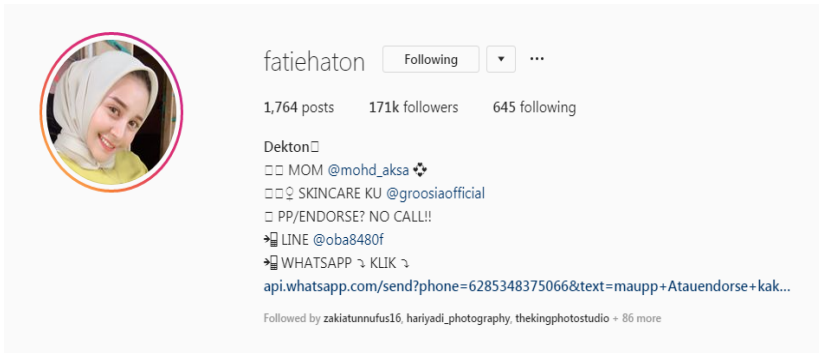 fatiehaton Following ▼ •••
1,764 posts 171k followers 645 following
Dekton
MOM @mohd_aksa
SKINCARE KU @groosiaofficial
PP/ENDORSE? NO CALL!!
LINE @oba8480f
WHATSAPP ⤵ KLIK ⤵
api.whatsapp.com/send?phone=6285348375066&text=maupp+Atauendorse+kak...
Followed by zakiatunnufus16, hariyadi_photography, thekingphotostudio + 86 more